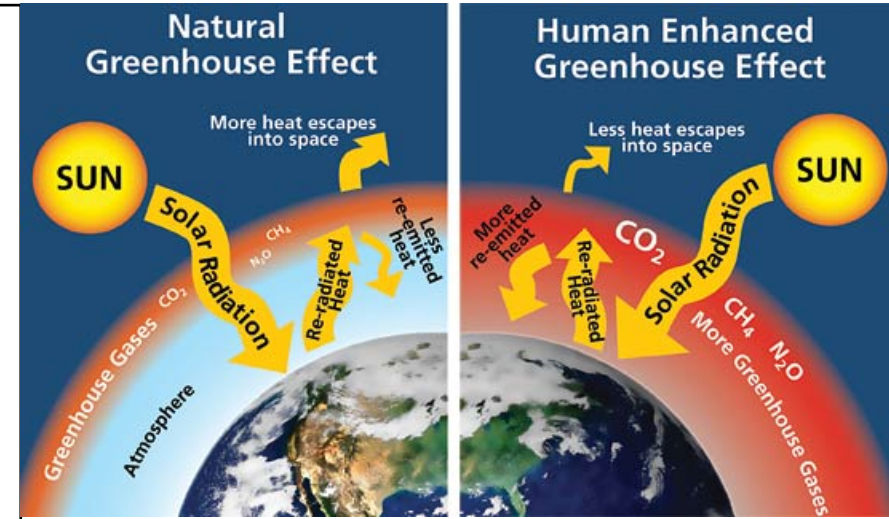 Natural
Greenhouse Effect
More heat escapes
into space
SUN
Solar Radiation
CH₄
N₂O
CO₂
Re-radiated
Heat
Less
re-emitted
heat
Greenhouse Gases
Atmosphere
Human Enhanced
Greenhouse Effect
Less heat escapes
into space
SUN
More
re-emitted
heat
Re-radiated
Heat
CO₂
Solar Radiation
CH₄
N₂O
More Greenhouse Gases